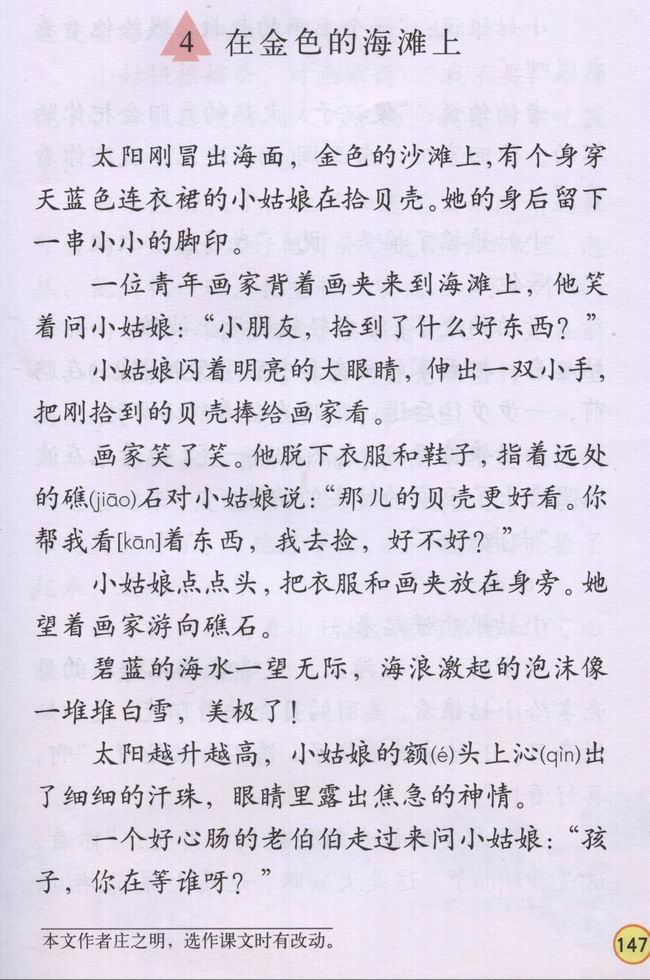 4 在金色的海滩上
太阳刚冒出海面，金色的沙滩上，有个身穿
天蓝色连衣裙的小姑娘在拾贝壳。她的身后留下
一串小小的脚印。
一位青年画家背着画夹来到海滩上，他笑
着问小姑娘：“小朋友，拾到了什么好东西？”
小姑娘闪着明亮的大眼睛，伸出一双小手，
把刚拾到的贝壳捧给画家看。
画家笑了笑。他脱下衣服和鞋子，指着远处
的礁(jiāo)石对小姑娘说：“那儿的贝壳更好看。你
帮我看[kān]着东西，我去捡，好不好？”
小姑娘点点头，把衣服和画夹放在身旁。她
望着画家游向礁石。
碧蓝的海水一望无际，海浪激起的泡沫像
一堆堆白雪，美极了！
太阳越升越高，小姑娘的额(é)头上沁(qìn)出
了细细的汗珠，眼睛里露出焦急的神情。
一个好心肠的老伯伯走过来问小姑娘：“孩
子，你在等谁呀？”
本文作者庄之明，选作课文时有改动。
147